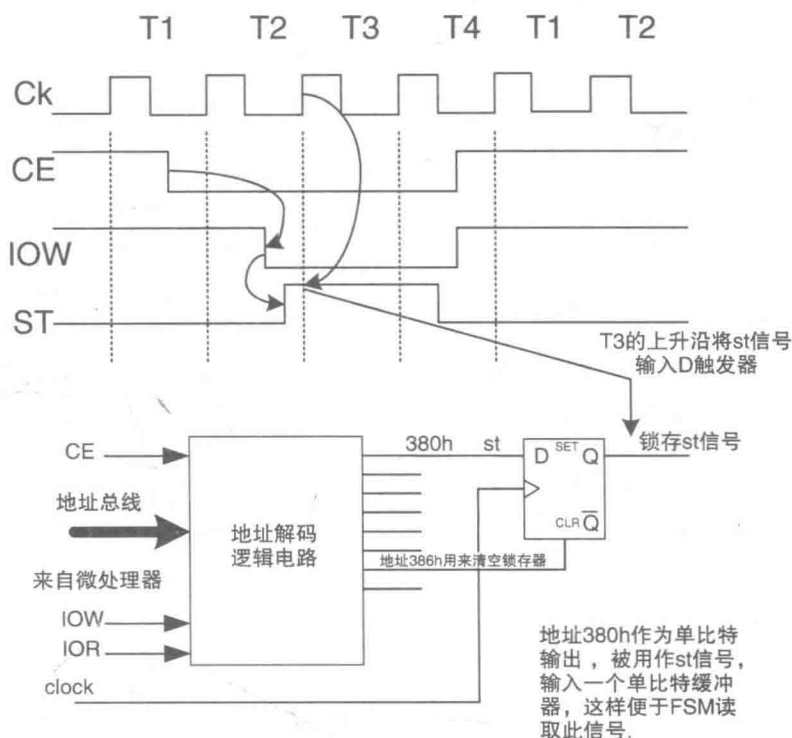 T1 T2 T3 T4 T1 T2
Ck
CE
IOW
ST
T3的上升沿将st信号
输入D触发器
CE
380h st
D SET Q
锁存st信号
地址总线
地址解码
逻辑电路
CLR Q̅
地址386h用来清空锁存器
来自微处理器
IOW
IOR
clock
地址380h作为单比特
输出，被用作st信号，
输入一个单比特缓冲
器，这样便于FSM读
取此信号.